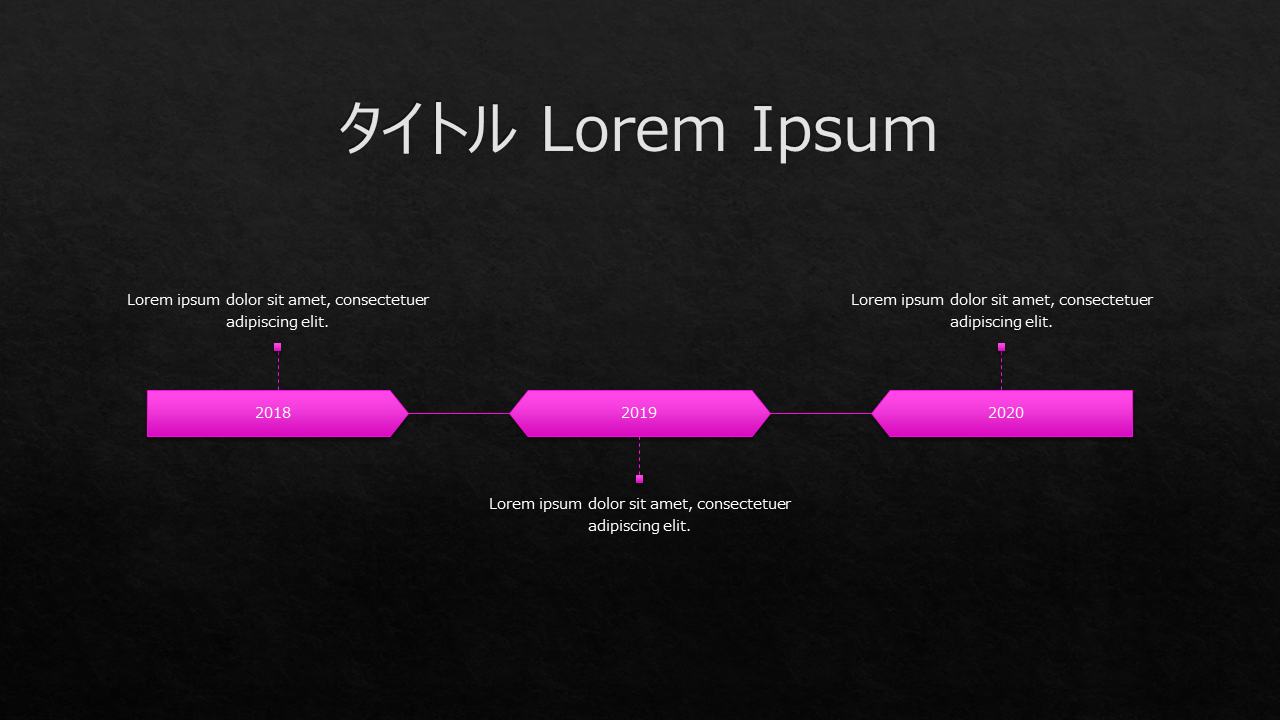 タイトル Lorem Ipsum
Lorem ipsum dolor sit amet, consectetuer
adipiscing elit.
Lorem ipsum dolor sit amet, consectetuer
adipiscing elit.
2018
2019
2020
Lorem ipsum dolor sit amet, consectetuer
adipiscing elit.